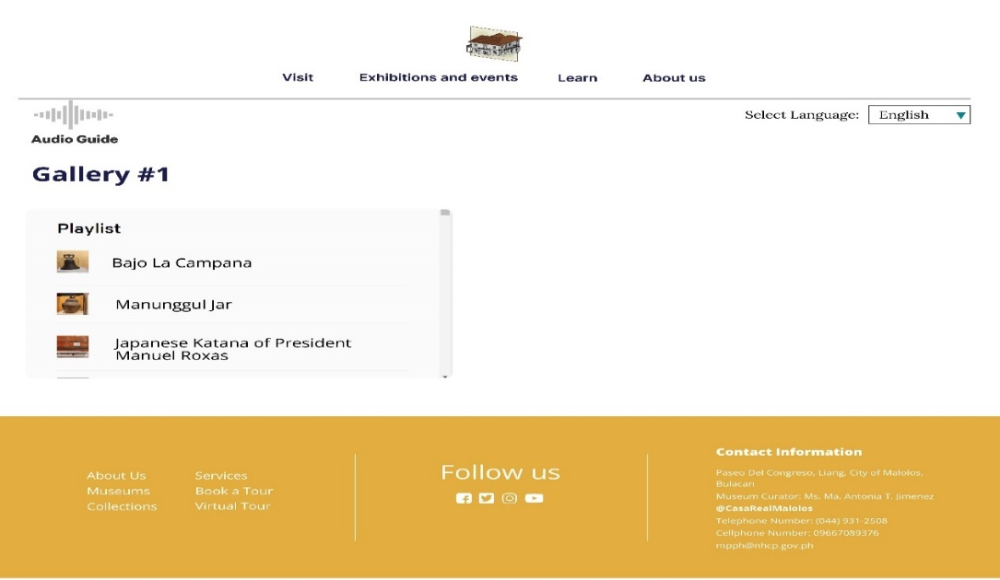 Visit Exhibitions and events Learn About us
Audio Guide
Select Language: English
Gallery #1
Playlist
Bajo La Campana
Manunggul Jar
Japanese Katana of President
Manuel Roxas
About Us Services
Museums Book a Tour
Collections Virtual Tour
Follow us
Contact Information
Paseo Del Congreso, Liang, City of Malolos,
Bulacan
Museum Curator: Ms. Ma. Antonia T. Jimenez
@CasaRealMalolos
Telephone Number: (044) 931-2508
Cellphone Number: 09667089376
mpph@nhcp.gov.ph